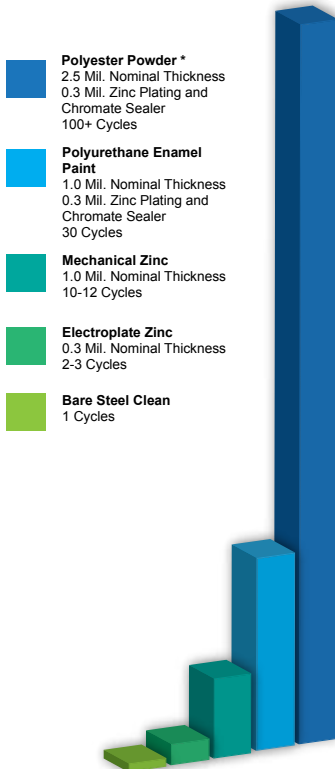 Polyester Powder *
2.5 Mil. Nominal Thickness
0.3 Mil. Zinc Plating and
Chromate Sealer
100+ Cycles
Polyurethane Enamel
Paint
1.0 Mil. Nominal Thickness
0.3 Mil. Zinc Plating and
Chromate Sealer
30 Cycles
Mechanical Zinc
1.0 Mil. Nominal Thickness
10-12 Cycles
Electroplate Zinc
0.3 Mil. Nominal Thickness
2-3 Cycles
Bare Steel Clean
1 Cycles